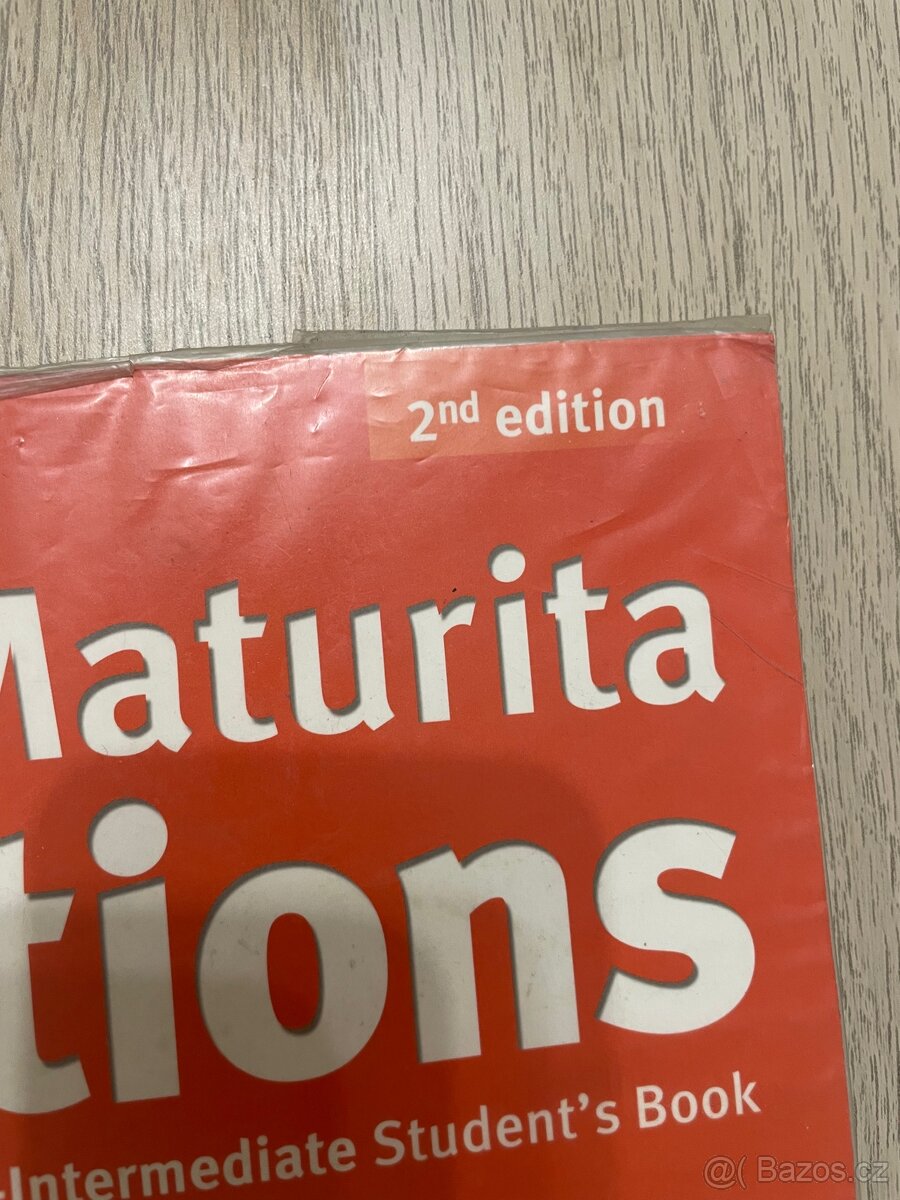 2nd edition
Maturita
tions
-Intermediate Student's Book
@( Bazos.cz